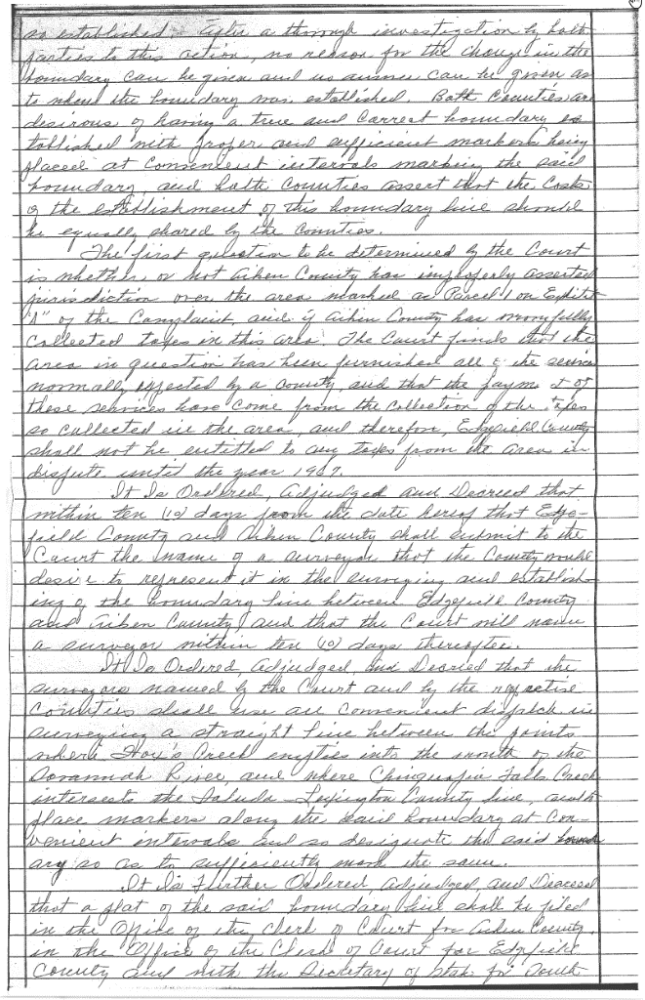 as established. After a through investigation by both
parties to this action, no reason for the change in the
boundary can be given and no answer can be given as
to when the boundary was established. Both Counties are
desirous of having a true and correct boundary es-
tablished with proper and sufficient markers being
placed at convenient intervals marking the said
boundary, and both Counties assert that the Costs
of the establishment of this boundary line should
be equally shared by the Counties.
The first question to be determined by the Court
is whether or not Aiken County has improperly asserted
jurisdiction over the area marked as Parcel 1 on Exhibit
"A" of the Complaint, and if Aiken County has wrongfully
collected taxes in this area. The Court finds that the
area in question has been furnished all of the services
normally effected by a county, and that the paym t of
these services have come from the collection of the taxes
so collected in the area, and therefore, Edgefield County
shall not be entitled to any taxes from the area in
dispute until the year 1967.
It Is Ordered, Adjudged and Decreed that
within ten (10) days from the date hereof that Edge-
field County and Aiken County shall submit to the
Court the name of a surveyor that the County would
desire to represent it in the surveying and establish-
ing of the boundary line between Edgefield County
and Aiken County, and that the Court will name
a surveyor within ten (10) days thereafter.
It Is Ordered, Adjudged, and Decreed that the
surveyors named by the Court and by the respective
Counties shall use all convenient dispatch in
surveying a straight line between the points
where Fox's Creek empties into the mouth of the
Savannah River, and where Chinquapin Falls Creek
intersects the Saluda-Lexington County line, and
place markers along the said boundary at con-
venient intervals and so designate the said bound
ary so as to sufficiently mark the same.
It Is Further Ordered, Adjudged, and Decreed
that a plat of the said boundary line shall be filed
in the Office of the Clerk of Court for Aiken County,
in the Office of the Clerk of Court for Edgefield
County and with the Secretary of State for South